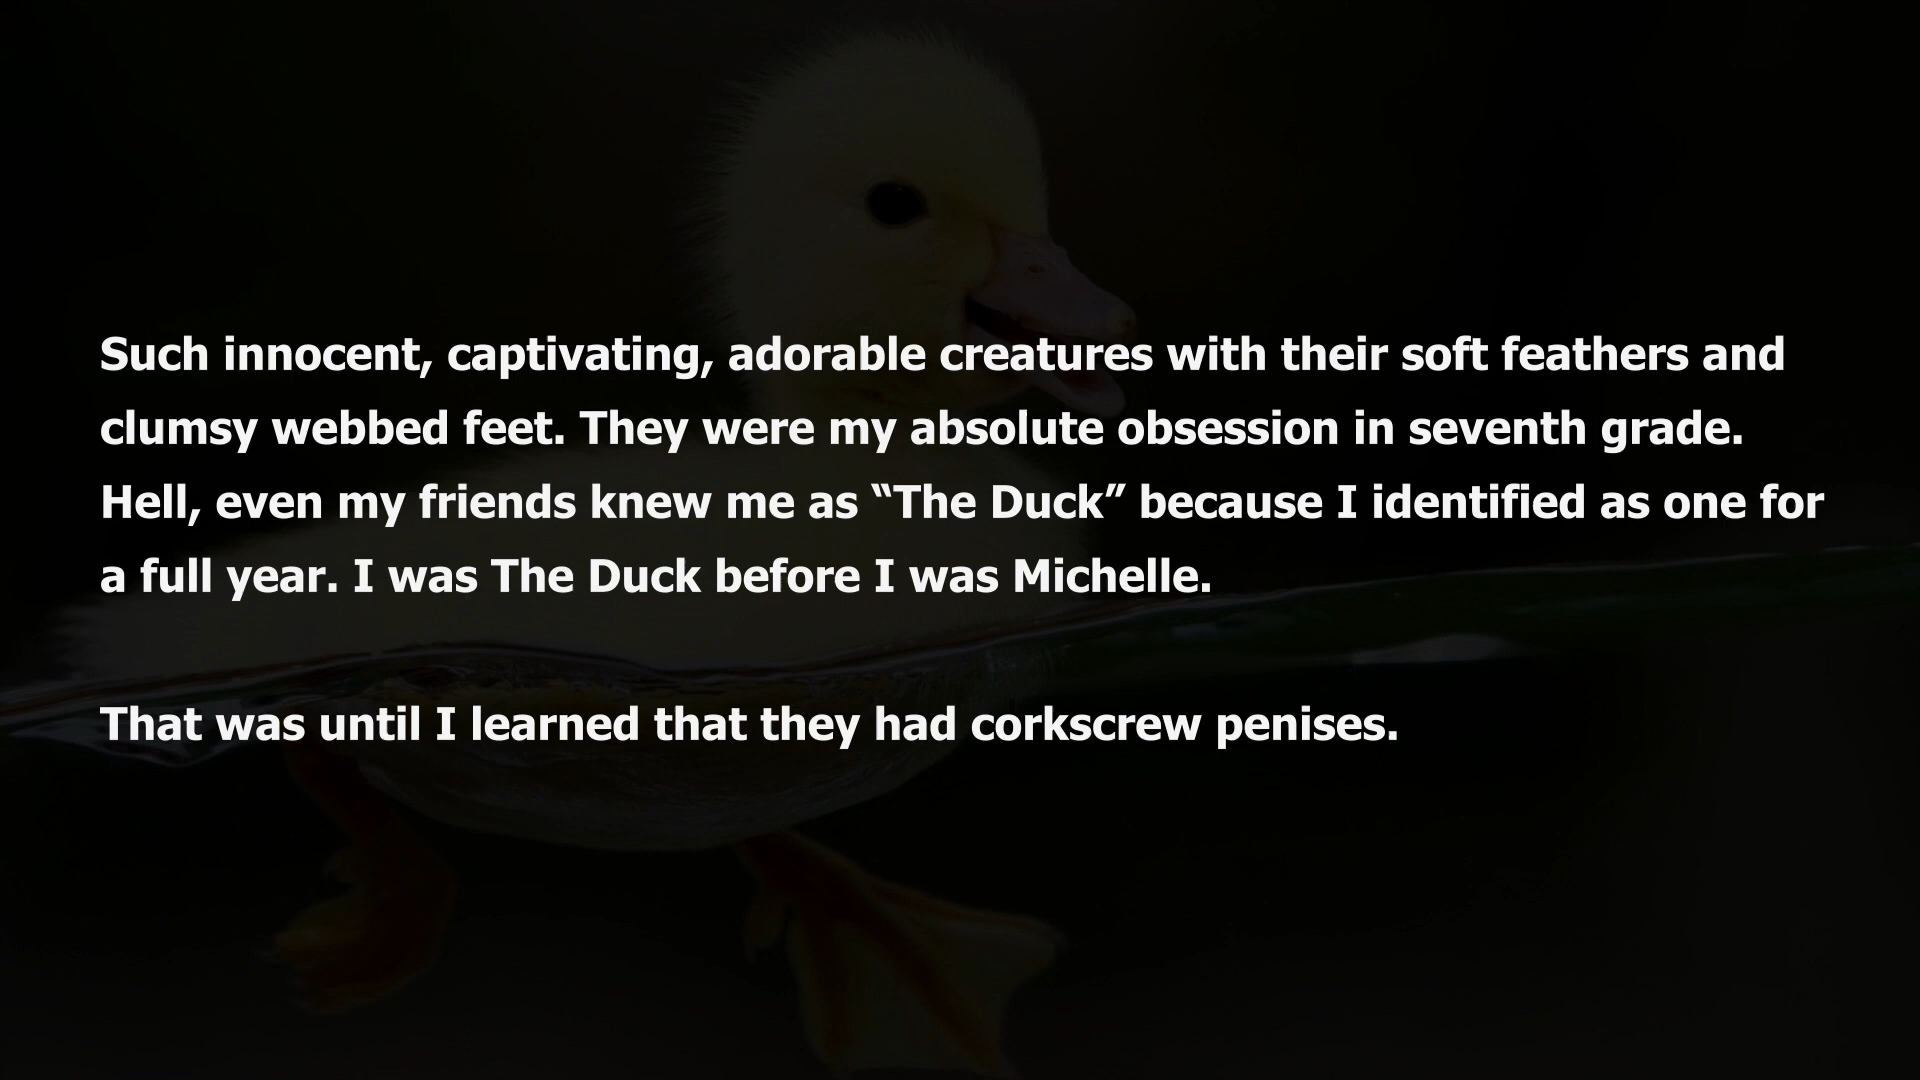 Such innocent, captivating, adorable creatures with their soft feathers and
clumsy webbed feet. They were my absolute obsession in seventh grade.
Hell, even my friends knew me as “The Duck” because I identified as one for
a full year. I was The Duck before I was Michelle.
That was until I learned that they had corkscrew penises.